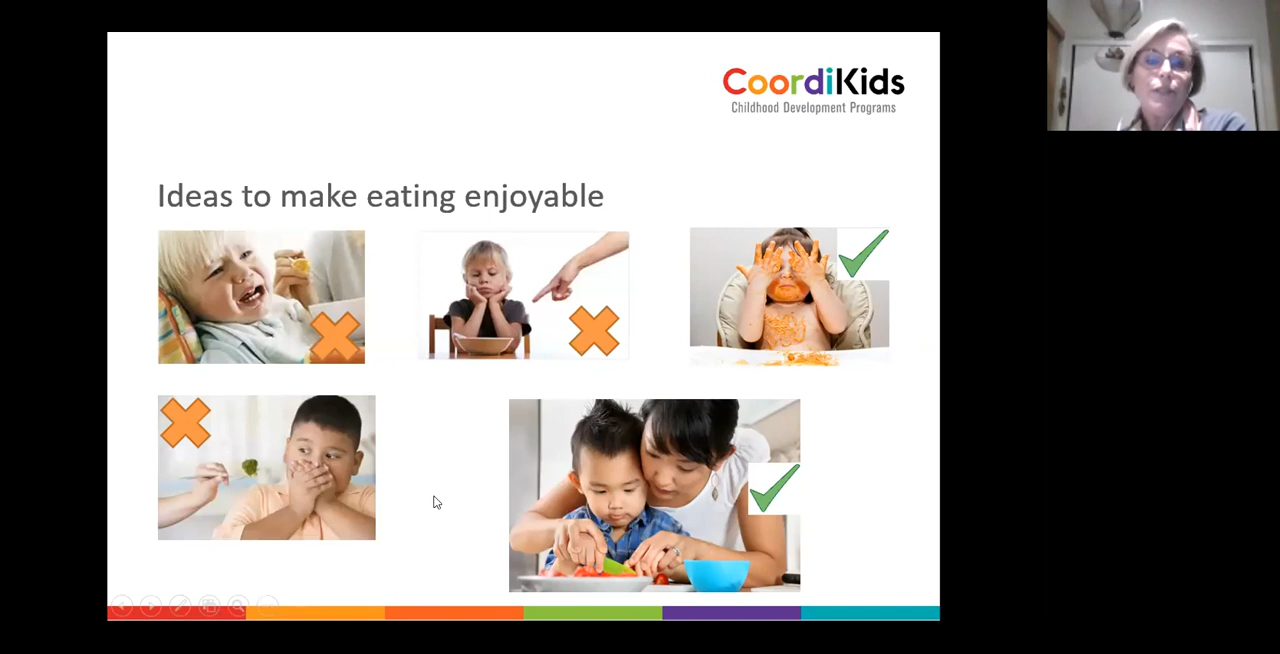 CoordiKids
Childhood Development Programs
Ideas to make eating enjoyable